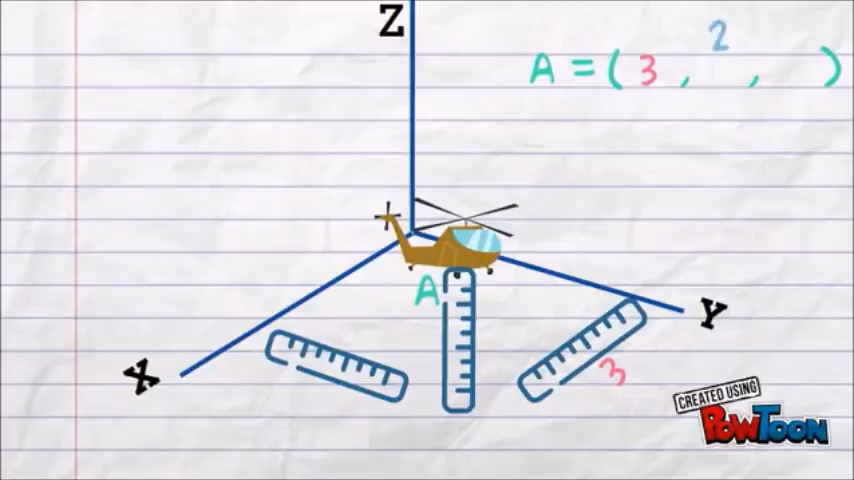 Z
2
A = ( 3 , , )
A
Y
X
3
CREATED USING
POWTOON